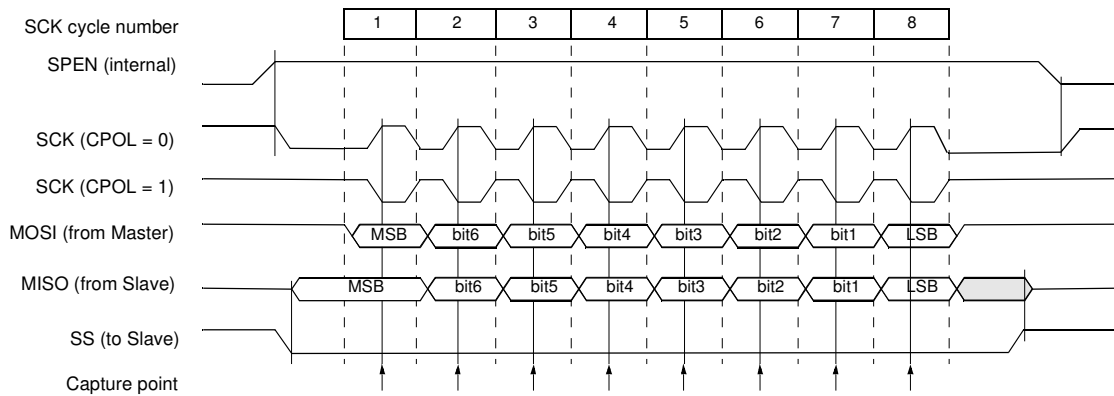 SCK cycle number 1 2 3 4 5 6 7 8
SPEN (internal)
SCK (CPOL = 0)
SCK (CPOL = 1)
MOSI (from Master) MSB bit6 bit5 bit4 bit3 bit2 bit1 LSB
MISO (from Slave) MSB bit6 bit5 bit4 bit3 bit2 bit1 LSB
SS (to Slave)
Capture point